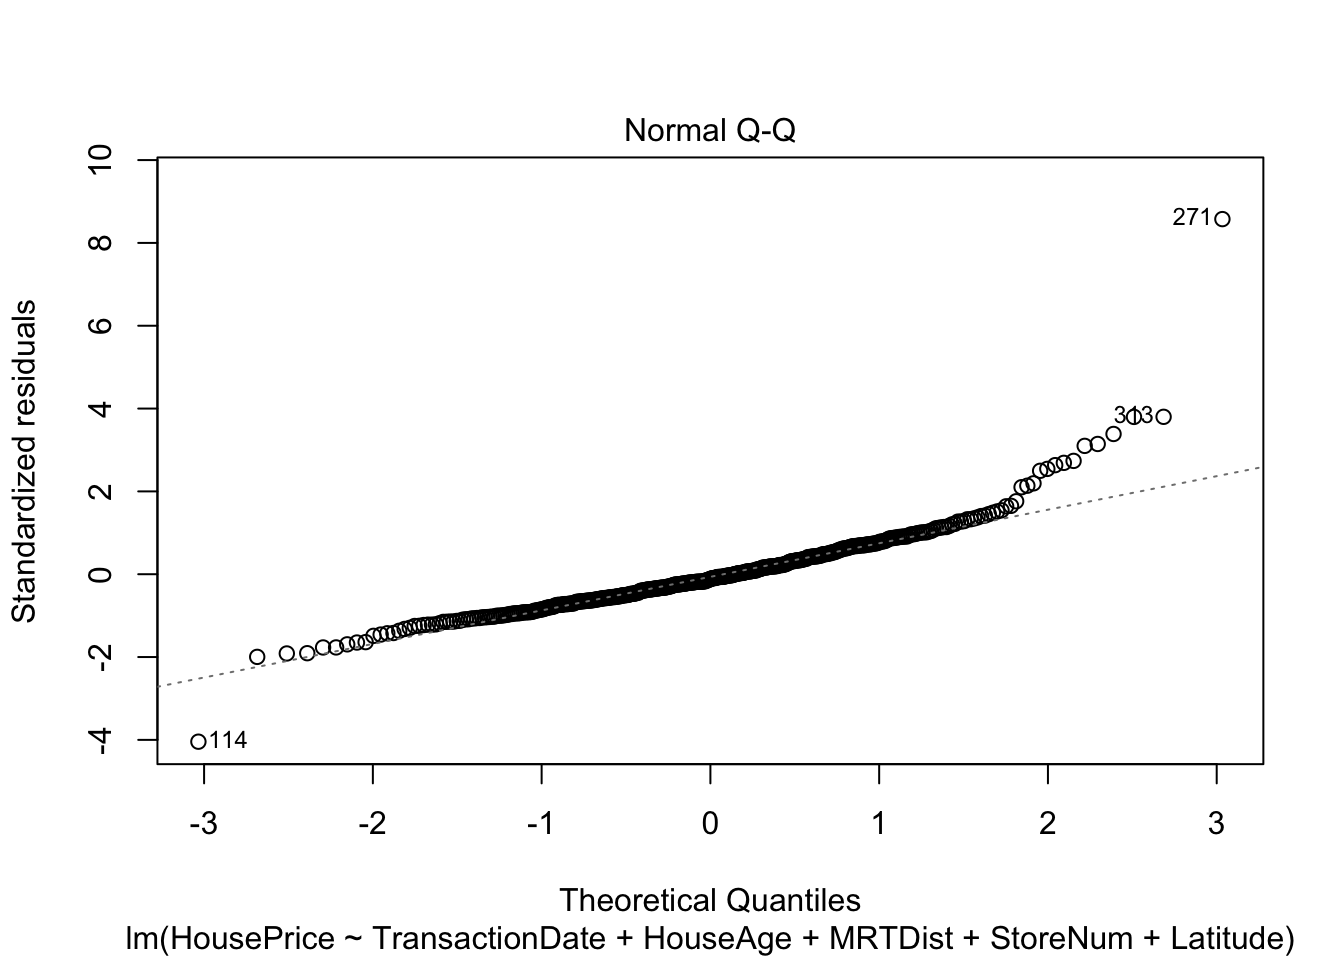 Normal Q-Q
10
8
6
4
2
0
-2
-4
Standardized residuals
271
313
114
-3 -2 -1 0 1 2 3
Theoretical Quantiles
lm(HousePrice ~ TransactionDate + HouseAge + MRTDist + StoreNum + Latitude)